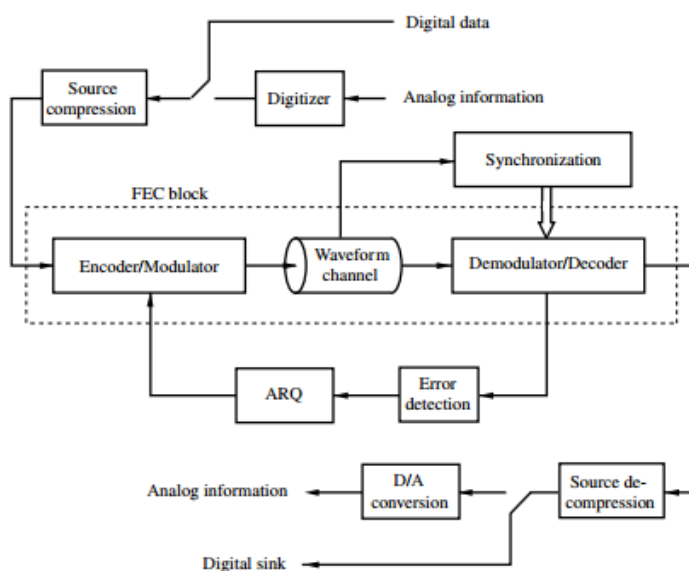 Digital data
Source
compression
Digitizer
Analog information
Synchronization
FEC block
Encoder/Modulator
Waveform
channel
Demodulator/Decoder
ARQ
Error
detection
Analog information
D/A
conversion
Source de-
compression
Digital sink